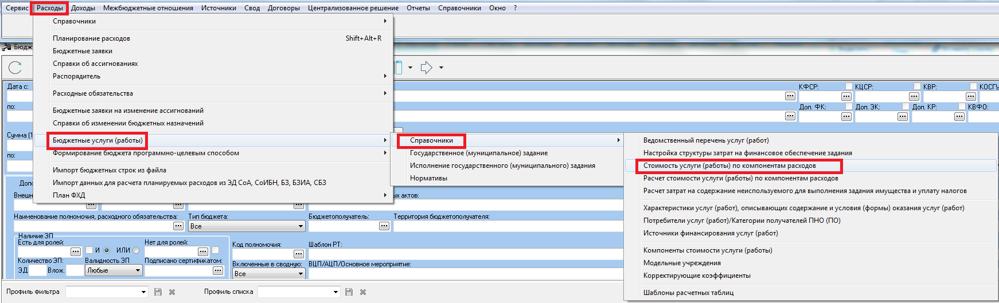 Сервис Расходы Доходы Межбюджетные отношения Источники Свод Договоры Централизованное решение Отчеты Справочники Окно ?
Справочники
Планирование расходов Shift+Alt+R
Бюджетные заявки
Справки об ассигнованиях
Распорядитель
Расходные обязательства
Бюджетные заявки на изменение ассигнований
Справки об изменении бюджетных назначений
Бюджетные услуги (работы)
Формирование бюджета программно-целевым способом
Импорт бюджетных строк из файла
Импорт данных для расчета планируемых расходов из ЭД СоА, СоИБН, БЗ, БЗИА, СБЗ
План ФХД
Справочники
Государственное (муниципальное) задание
Исполнение государственного (муниципального) задания
Нормативы
Ведомственный перечень услуг (работ)
Настройка структуры затрат на финансовое обеспечение задания
Стоимость услуги (работы) по компонентам расходов
Расчет стоимости услуги (работы) по компонентам расходов
Расчет затрат на содержание неиспользуемого для выполнения задания имущества и уплату налогов
Характеристики услуг (работ), описывающих содержание и условия (формы) оказания услуг (работ)
Потребители услуг (работ)/Категории получателей ПНО (ПО)
Источники финансирования услуг (работ)
Компоненты стоимости услуги (работы)
Модельные учреждения
Корректирующие коэффициенты
Шаблоны расчетных таблиц
Бюдж
Дата с: КФСР: КЦСР: КВР: КОСГУ
по: Доп. ФК: Доп. ЭК: Доп. КР: КВФО:
Сумма (1
по:
Допо
Внешн ых актов:
Наименование полномочия, расходного обязательства: Тип бюджета: Бюджетополучатель: Территория бюджетополучателя:
Все
Наличие ЭП
Есть для ролей: Нет для ролей: Код полномочия: Шаблон РТ:
И ИЛИ
Количество ЭП: Валидность ЭП Подписано сертификатом: Включенные в сводную: ВЦП/АЦП/Основное мероприятие:
ЭД Влож. Любые Все
Профиль фильтра Профиль списка